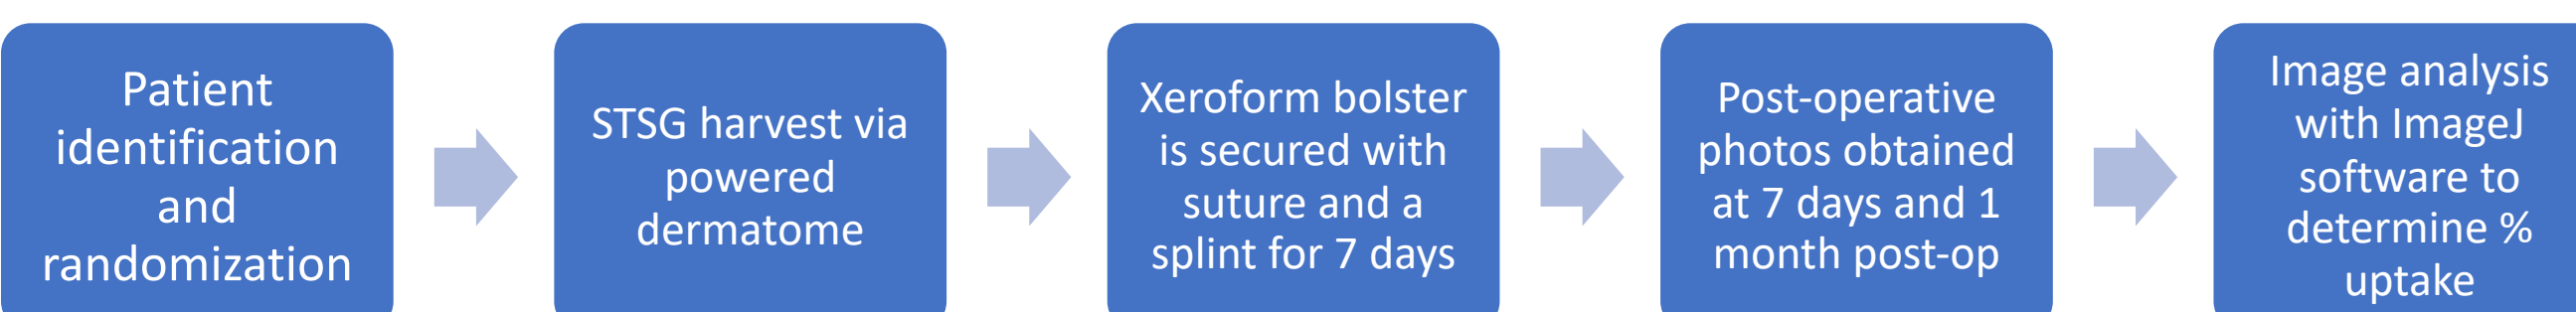 Patient
identification
and
randomization
STSG harvest via
powered
dermatome
Xeroform bolster
is secured with
suture and a
splint for 7 days
Post-operative
photos obtained
at 7 days and 1
month post-op
Image analysis
with ImageJ
software to
determine %
uptake